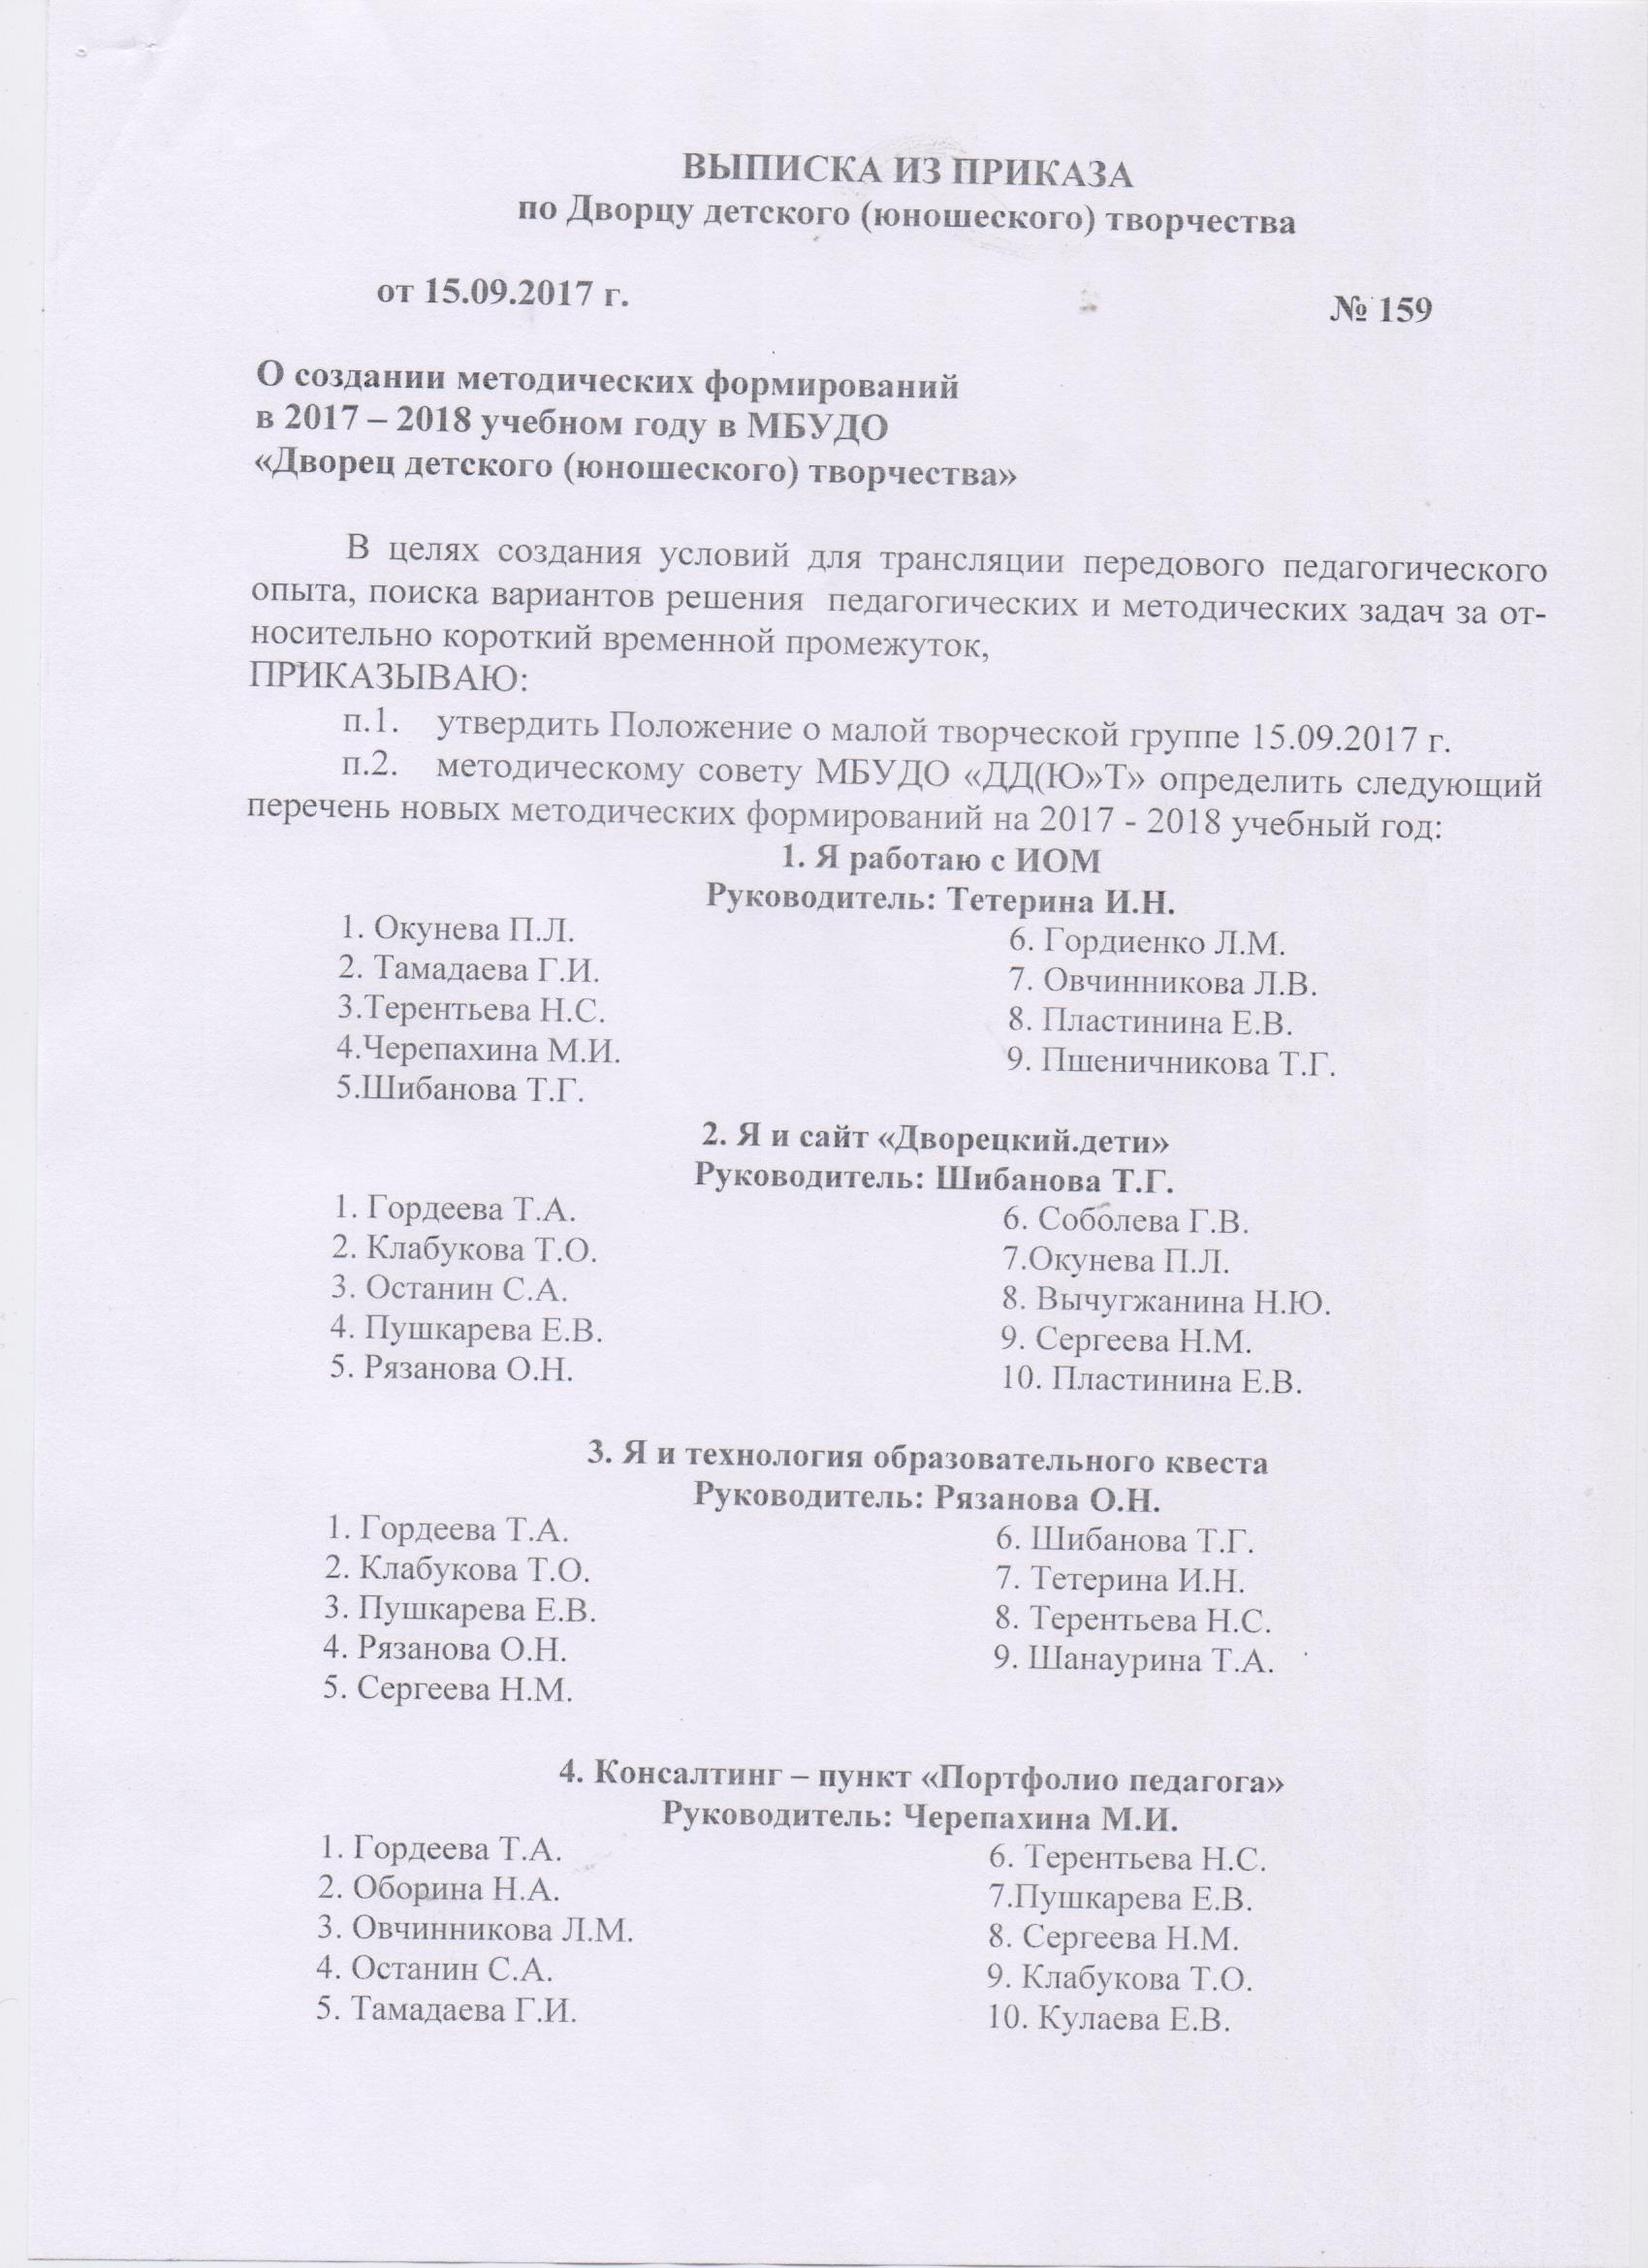 ВЫПИСКА ИЗ ПРИКАЗА
по Дворцу детского (юношеского) творчества
от 15.09.2017 г.
№ 159
О создании методических формирований
в 2017 – 2018 учебном году в МБУДО
«Дворец детского (юношеского) творчества»
В целях создания условий для трансляции передового педагогического
опыта, поиска вариантов решения педагогических и методических задач за от-
носительно короткий временной промежуток,
ПРИКАЗЫВАЮ:
п.1. утвердить Положение о малой творческой группе 15.09.2017 г.
п.2. методическому совету МБУДО «ДД(Ю»Т» определить следующий
перечень новых методических формирований на 2017 - 2018 учебный год:
1. Я работаю с ИОМ
Руководитель: Тетерина И.Н.
1. Окунева П.Л.
2. Тамадаева Г.И.
3.Терентьева Н.С.
4.Черепахина М.И.
5.Шибанова Т.Г.
6. Гордиенко Л.М.
7. Овчинникова Л.В.
8. Пластинина Е.В.
9. Пшеничникова Т.Г.
2. Я и сайт «Дворецкий.дети»
Руководитель: Шибанова Т.Г.
1. Гордеева Т.А.
2. Клабукова Т.О.
3. Останин С.А.
4. Пушкарева Е.В.
5. Рязанова О.Н.
6. Соболева Г.В.
7.Окунева П.Л.
8. Вычугжанина Н.Ю.
9. Сергеева Н.М.
10. Пластинина Е.В.
3. Я и технология образовательного квеста
Руководитель: Рязанова О.Н.
1. Гордеева Т.А.
2. Клабукова Т.О.
3. Пушкарева Е.В.
4. Рязанова О.Н.
5. Сергеева Н.М.
6. Шибанова Т.Г.
7. Тетерина И.Н.
8. Терентьева Н.С.
9. Шанаурина Т.А.
4. Консалтинг – пункт «Портфолио педагога»
Руководитель: Черепахина М.И.
1. Гордеева Т.А.
2. Оборина Н.А.
3. Овчинникова Л.М.
4. Останин С.А.
5. Тамадаева Г.И.
6. Терентьева Н.С.
7.Пушкарева Е.В.
8. Сергеева Н.М.
9. Клабукова Т.О.
10. Кулаева Е.В.